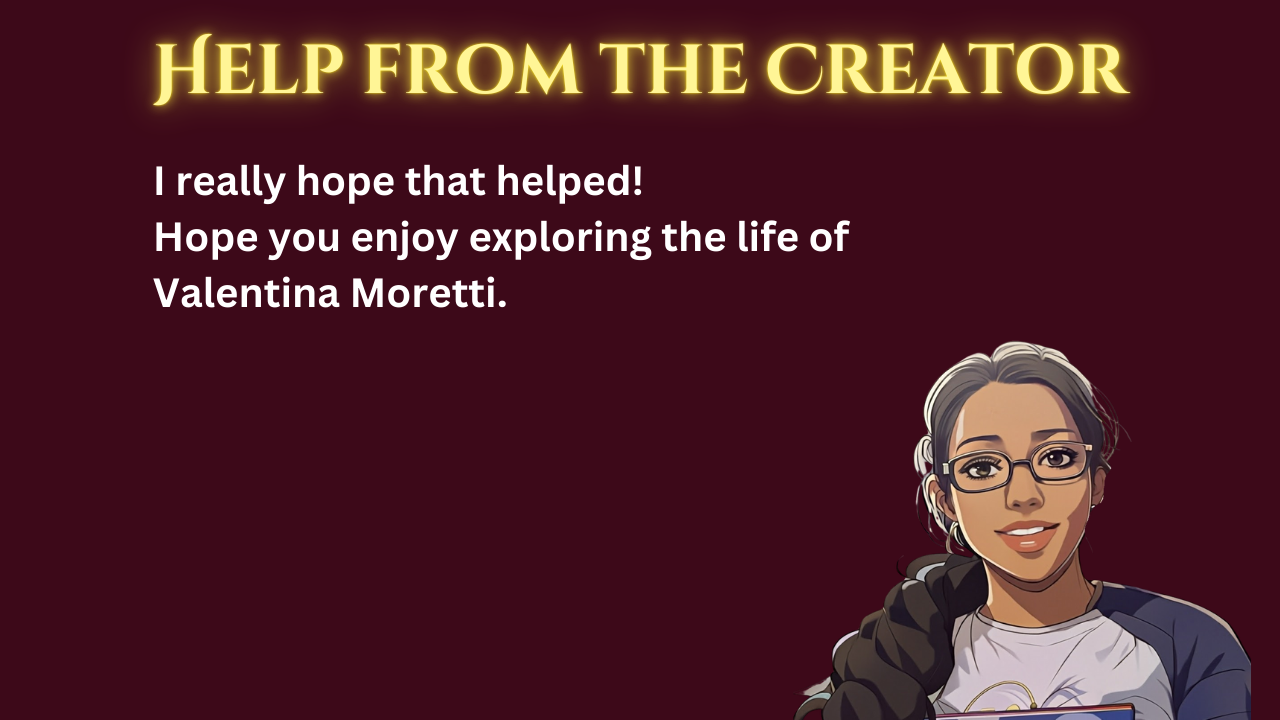 Help from the Creator
I really hope that helped!
Hope you enjoy exploring the life of
Valentina Moretti.